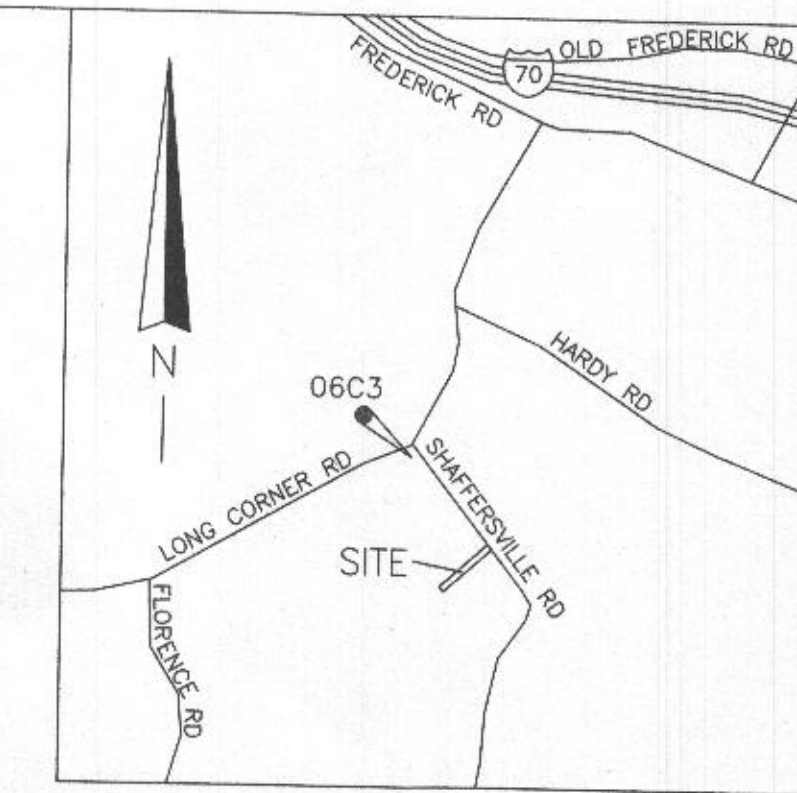 OLD FREDERICK RD
70
FREDERICK RD
N
HARDY RD
06C3
SHAFFERSVILLE RD
LONG CORNER RD
SITE
FLORENCE RD